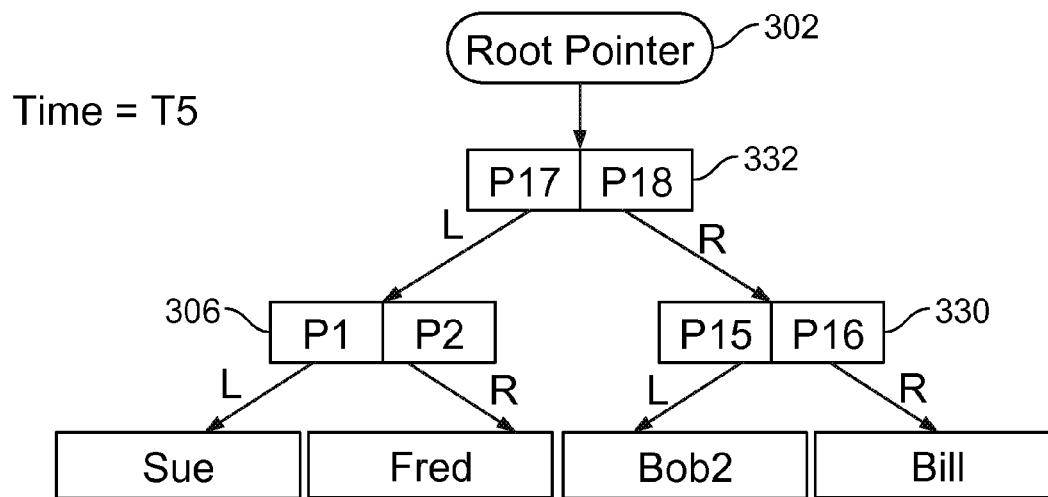 Root Pointer 302
Time = T5
P17 P18 332
L R
306 P1 P2 P15 P16 330
L R L R
Sue Fred Bob2 Bill